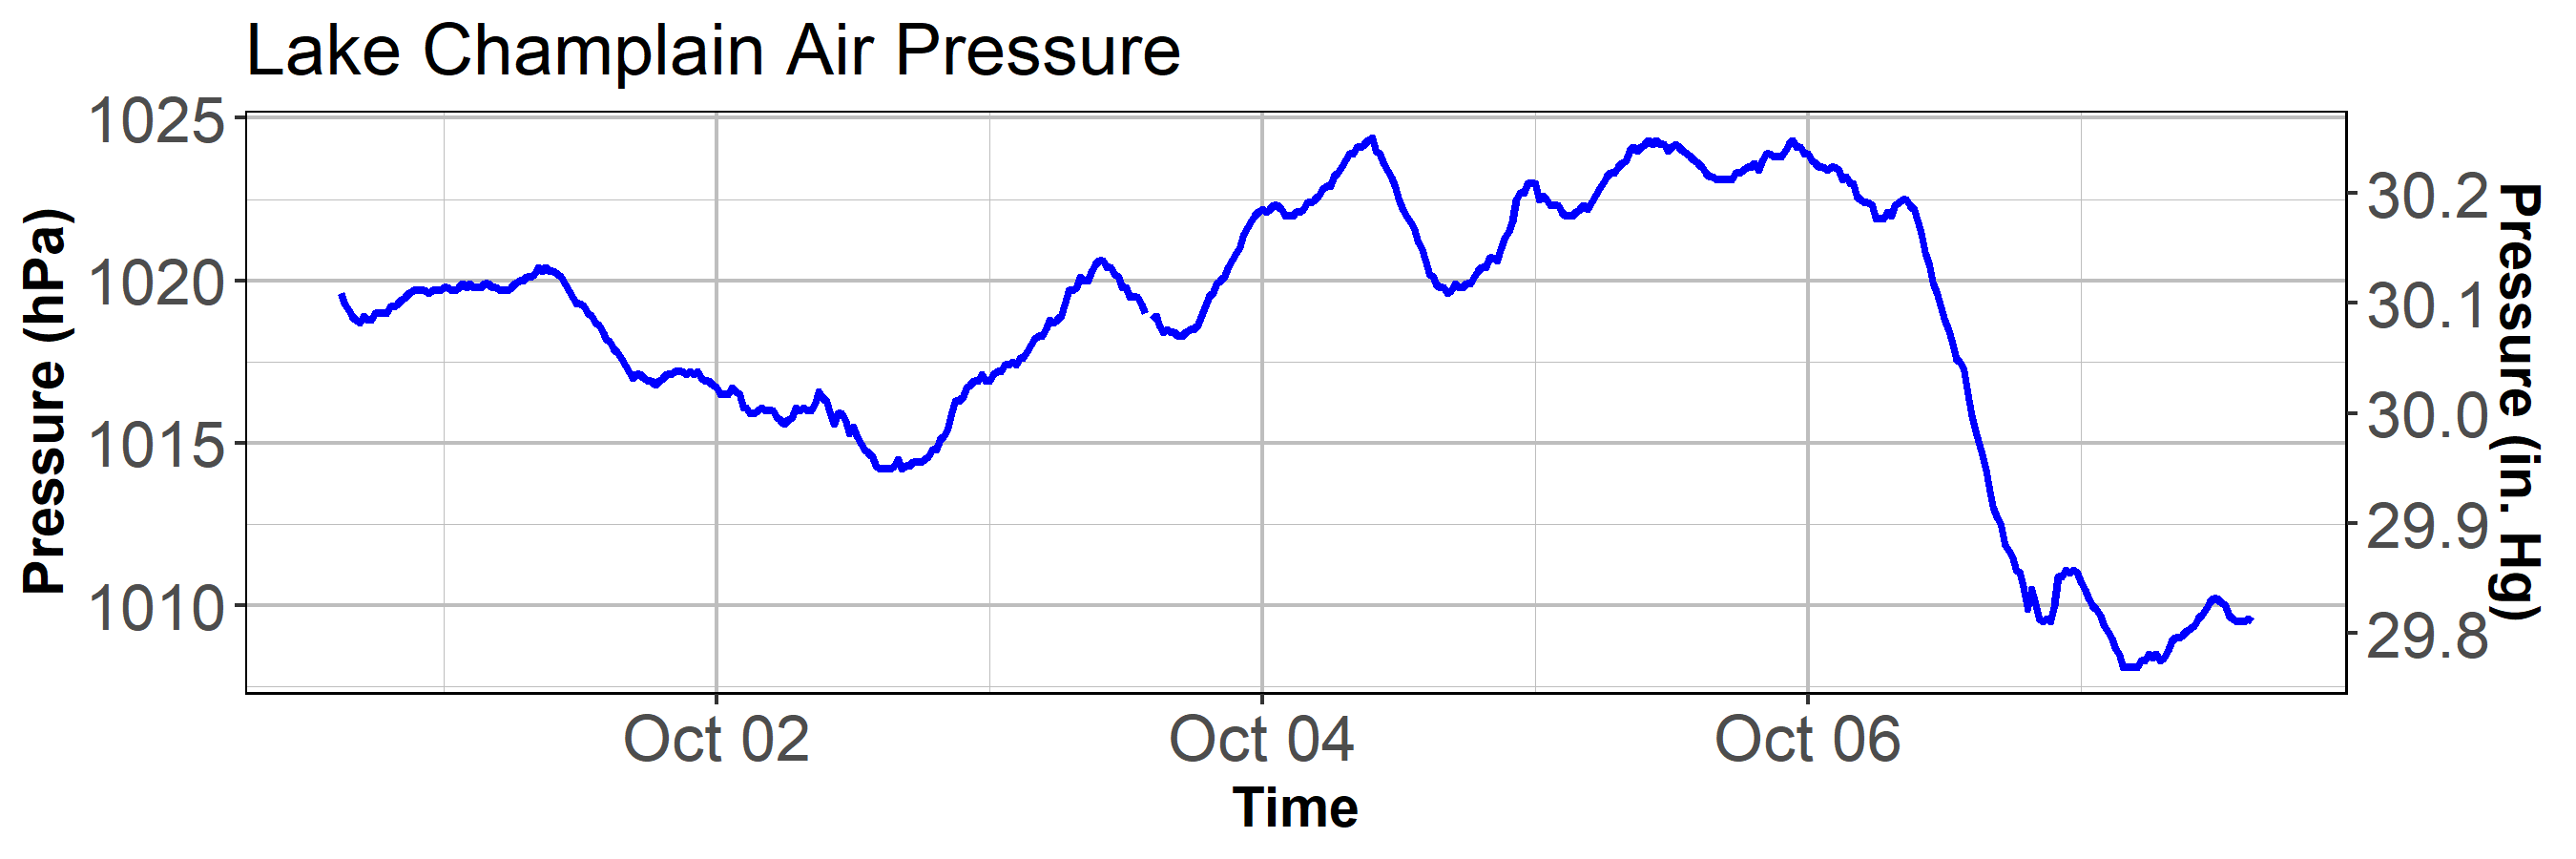 Lake Champlain Air Pressure
Pressure (hPa)
1025
1020
1015
1010
30.2
30.1
30.0
29.9
29.8
Pressure (in. Hg)
Oct 02 Oct 04 Oct 06
Time